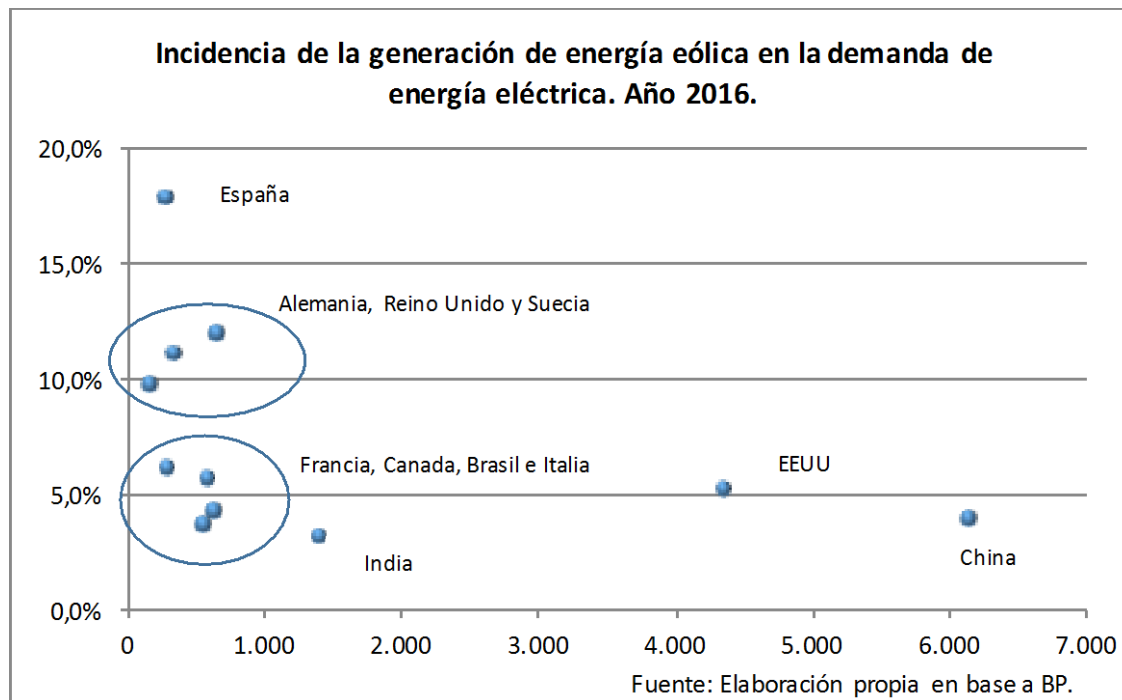 Incidencia de la generación de energía eólica en la demanda de
energía eléctrica. Año 2016.
20,0%
España
15,0%
Alemania, Reino Unido y Suecia
10,0%
Francia, Canada, Brasil e Italia
EEUU
5,0%
India
China
0,0%
0 1.000 2.000 3.000 4.000 5.000 6.000 7.000
Fuente: Elaboración propia en base a BP.